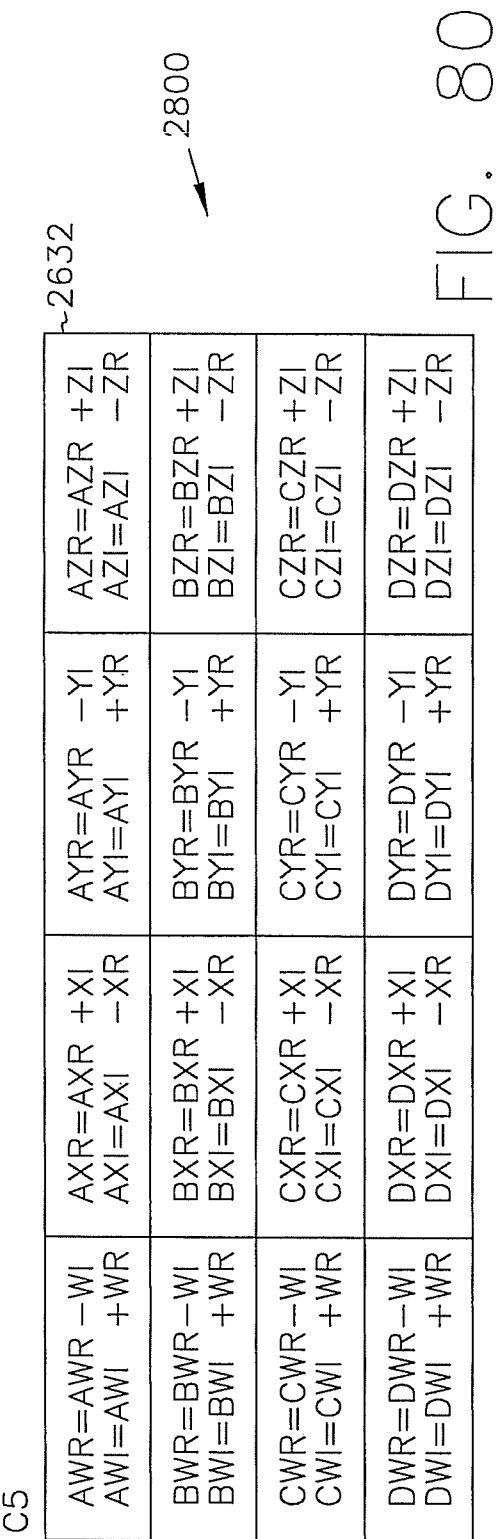 C5
AWR=AWR-WI
AWI=AWI +WR
AXR=AXR +XI
AXI=AXI -XR
AYR=AYR -YI
AYI=AYI +YR
AZR=AZR +ZI
AZI=AZI -ZR
BWR=BWR-WI
BWI=BWI +WR
BXR=BXR +XI
BXI=BXI -XR
BYR=BYR -YI
BYI=BYI +YR
BZR=BZR +ZI
BZI=BZI -ZR
CWR=CWR-WI
CWI=CWI +WR
CXR=CXR +XI
CXI=CXI -XR
CYR=CYR -YI
CYI=CYI +YR
CZR=CZR +ZI
CZI=CZI -ZR
DWR=DWR-WI
DWI=DWI +WR
DXR=DXR +XI
DXI=DXI -XR
DYR=DYR -YI
DYI=DYI +YR
DZR=DZR +ZI
DZI=DZI -ZR
~2632
2800
FIG. 80